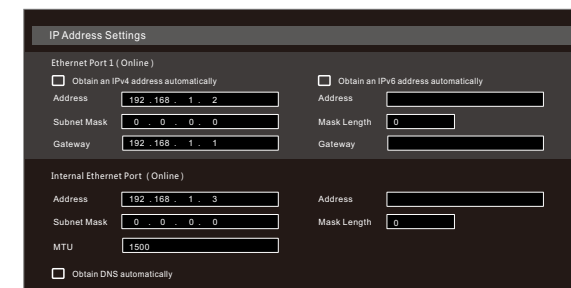 IP Address Settings
Ethernet Port 1 ( Online )
Obtain an IPv4 address automatically
Obtain an IPv6 address automatically
Address 192 . 168 . 1 . 2
Address
Subnet Mask 0 . 0 . 0 . 0
Mask Length 0
Gateway 192 . 168 . 1 . 1
Gateway
Internal Ethernet Port ( Online )
Address 192 . 168 . 1 . 3
Address
Subnet Mask 0 . 0 . 0 . 0
Mask Length 0
MTU 1500
Obtain DNS automatically